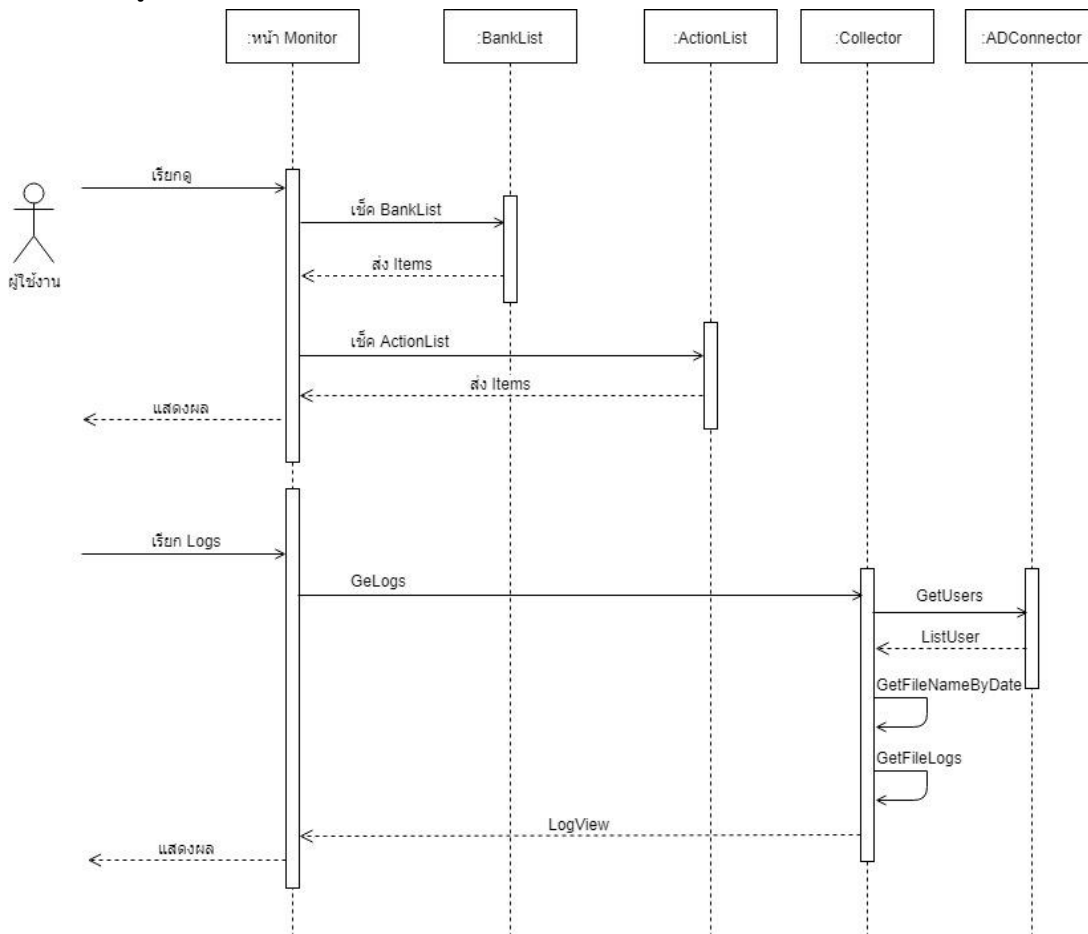 :หน้า Monitor
:BankList
:ActionList
:Collector
:ADConnector
เรียกดู
ผู้ใช้งาน
เช็ค BankList
ส่ง Items
เช็ค ActionList
ส่ง Items
แสดงผล
เรียก Logs
GeLogs
GetUsers
ListUser
GetFileNameByDate
GetFileLogs
LogView
แสดงผล